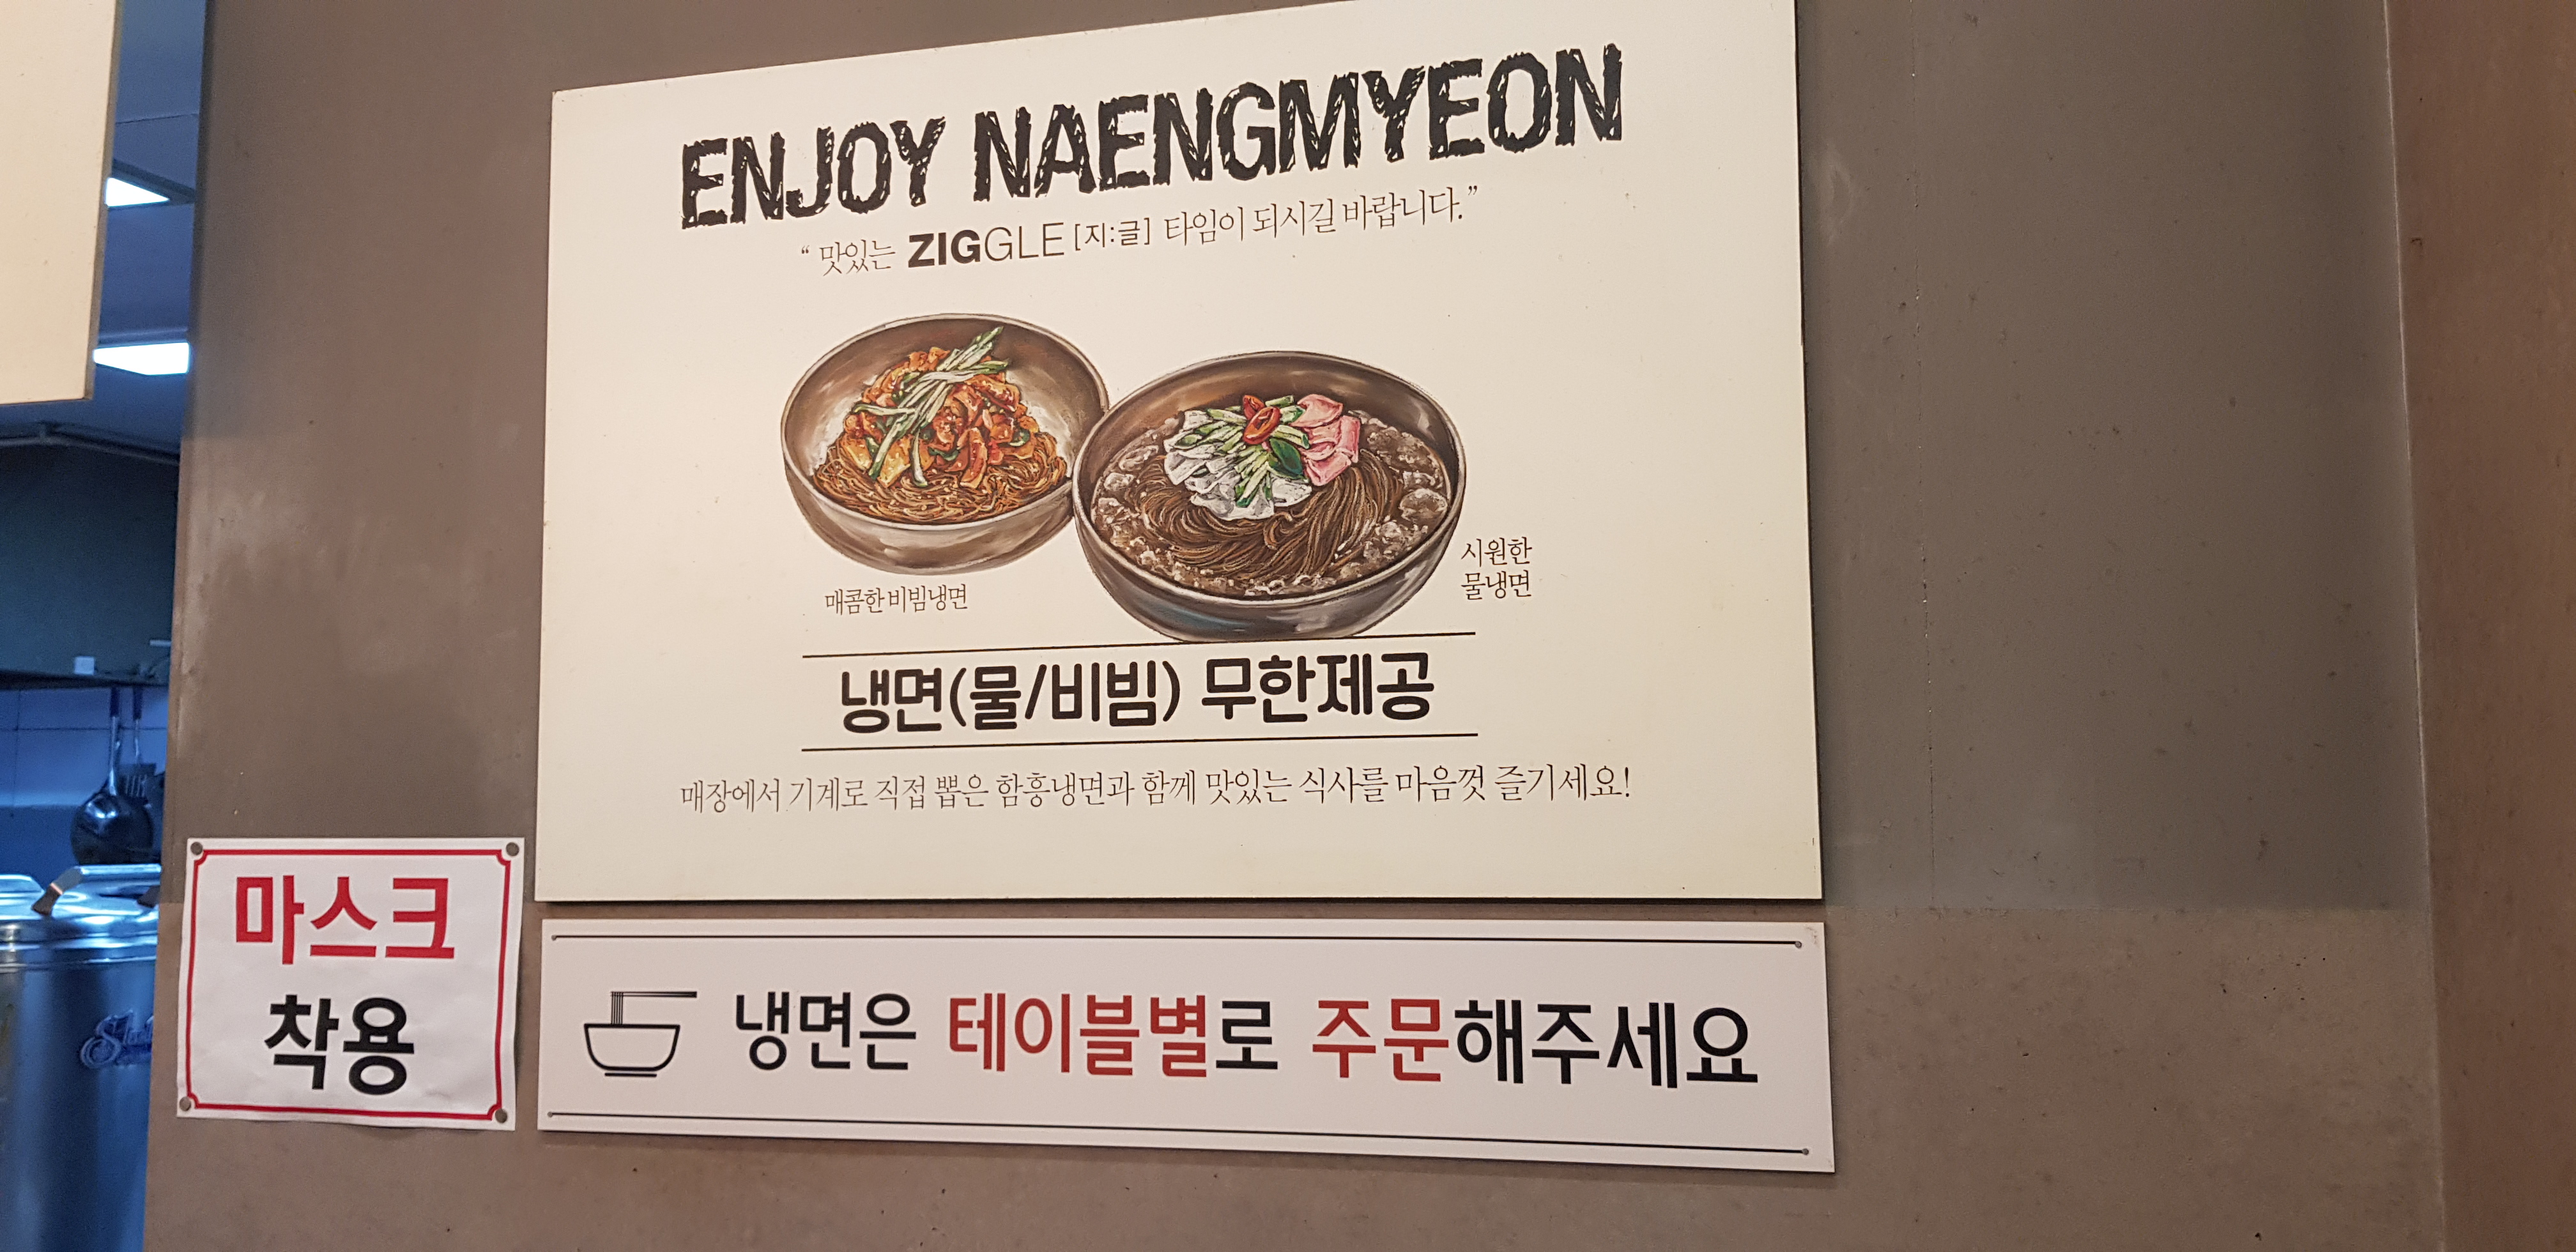 ENJOY NAENGMYEON
“ 맛있는 ZIGGLE [지:글] 타임이 되시길 바랍니다.”
매콤한 비빔냉면
시원한
물냉면
냉면(물/비빔) 무한제공
매장에서 기계로 직접 뽑은 함흥냉면과 함께 맛있는 식사를 마음껏 즐기세요!
마스크
착용
냉면은 테이블별로 주문해주세요